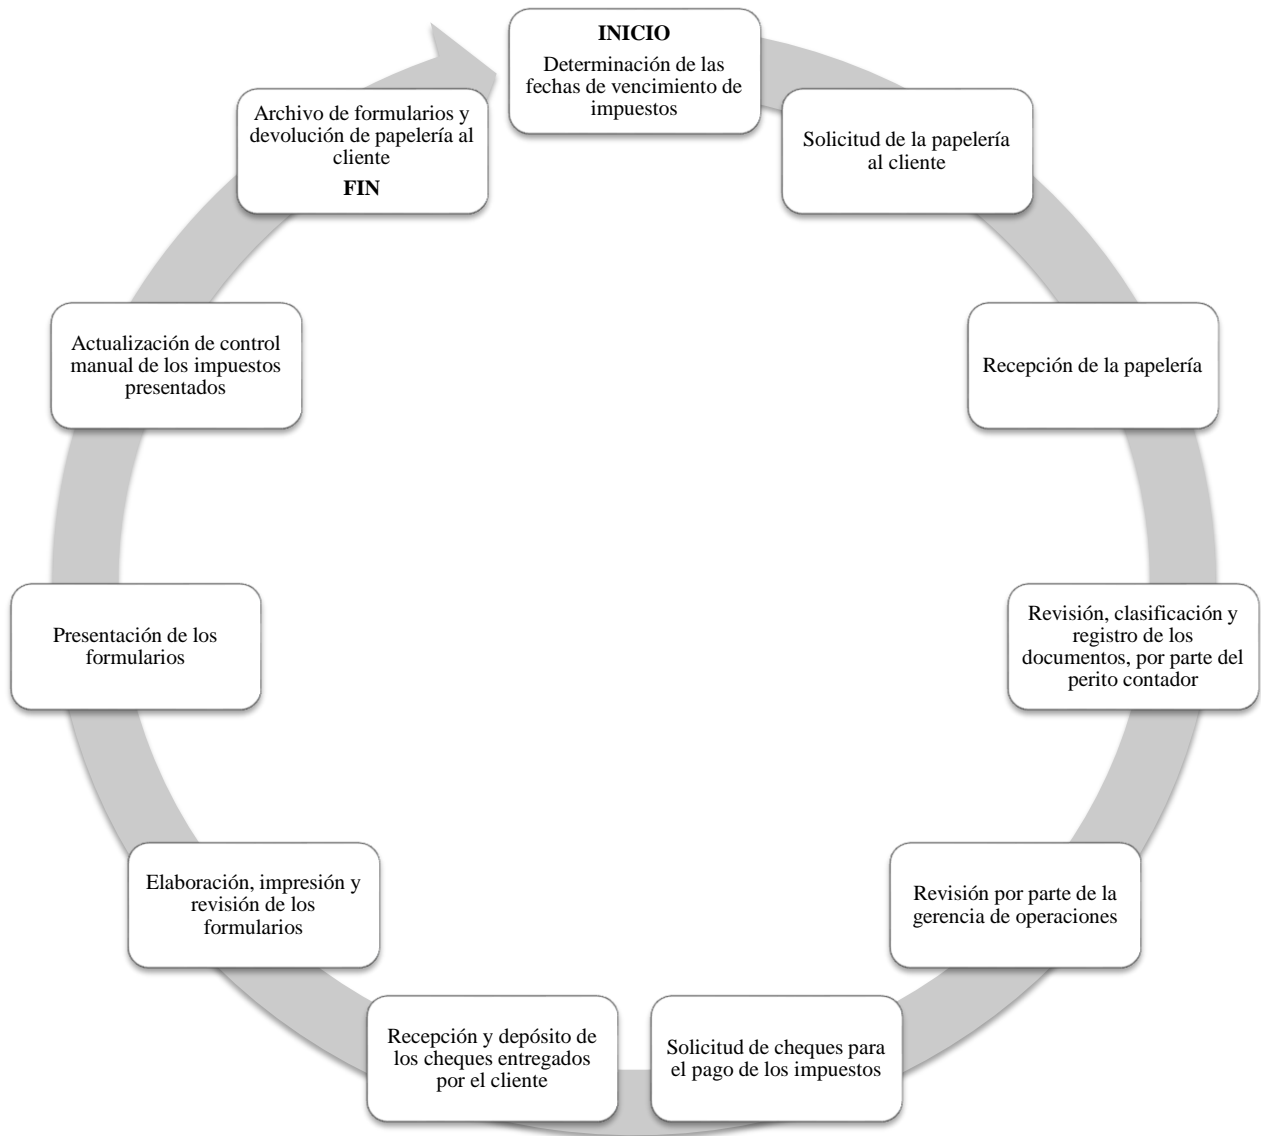 INICIO
Determinación de las
fechas de vencimiento de
impuestos
Solicitud de la papelería
al cliente
Recepción de la papelería
Revisión, clasificación y
registro de los
documentos, por parte del
perito contador
Revisión por parte de la
gerencia de operaciones
Solicitud de cheques para
el pago de los impuestos
Recepción y depósito de
los cheques entregados
por el cliente
Elaboración, impresión y
revisión de los
formularios
Presentación de los
formularios
Actualización de control
manual de los impuestos
presentados
Archivo de formularios y
devolución de papelería al
cliente
FIN